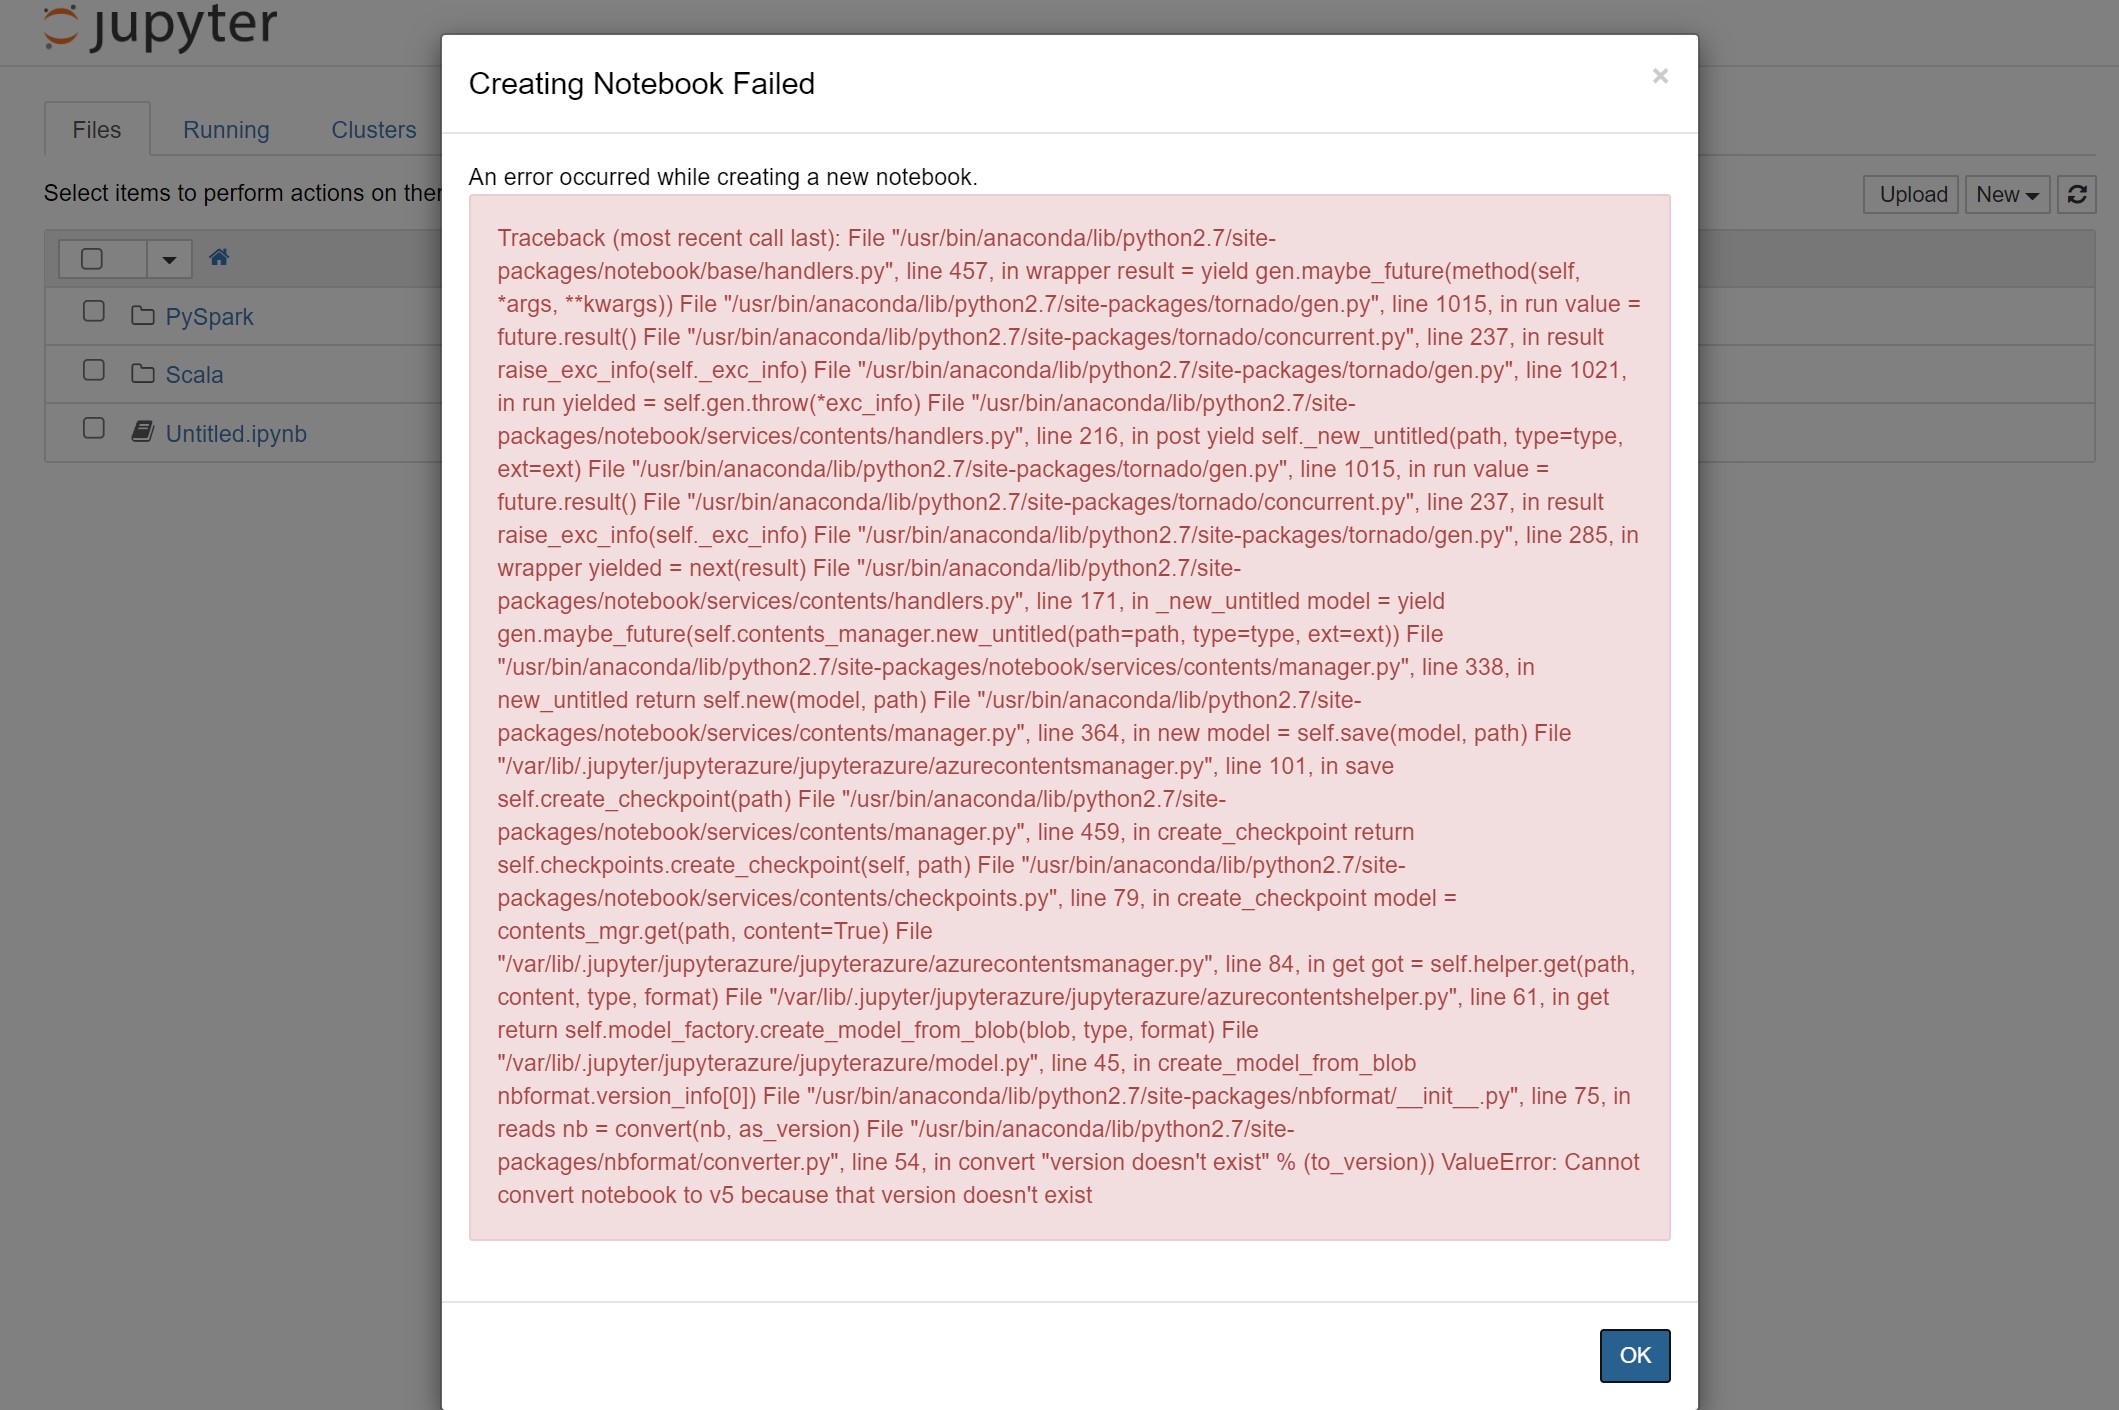 jupyter
Creating Notebook Failed
×
Files
Running
Clusters
An error occurred while creating a new notebook.
Select items to perform actions on ther
Upload
New
Traceback (most recent call last): File "/usr/bin/anaconda/lib/python2.7/site-
packages/notebook/base/handlers.py", line 457, in wrapper result = yield gen.maybe_future(method(self,
*args, **kwargs)) File "/usr/bin/anaconda/lib/python2.7/site-packages/tornado/gen.py", line 1015, in run value =
future.result() File "/usr/bin/anaconda/lib/python2.7/site-packages/tornado/concurrent.py", line 237, in result
raise_exc_info(self._exc_info) File "/usr/bin/anaconda/lib/python2.7/site-packages/tornado/gen.py", line 1021,
in run yielded = self.gen.throw(*exc_info) File "/usr/bin/anaconda/lib/python2.7/site-
packages/notebook/services/contents/handlers.py", line 216, in post yield self._new_untitled(path, type=type,
ext=ext) File "/usr/bin/anaconda/lib/python2.7/site-packages/tornado/gen.py", line 1015, in run value =
future.result() File "/usr/bin/anaconda/lib/python2.7/site-packages/tornado/concurrent.py", line 237, in result
raise_exc_info(self._exc_info) File "/usr/bin/anaconda/lib/python2.7/site-packages/tornado/gen.py", line 285, in
wrapper yielded = next(result) File "/usr/bin/anaconda/lib/python2.7/site-
packages/notebook/services/contents/handlers.py", line 171, in _new_untitled model = yield
gen.maybe_future(self.contents_manager.new_untitled(path=path, type=type, ext=ext)) File
"/usr/bin/anaconda/lib/python2.7/site-packages/notebook/services/contents/manager.py", line 338, in
new_untitled return self.new(model, path) File "/usr/bin/anaconda/lib/python2.7/site-
packages/notebook/services/contents/manager.py", line 364, in new model = self.save(model, path) File
"/var/lib/.jupyter/jupyterazure/jupyterazure/azurecontentsmanager.py", line 101, in save
self.create_checkpoint(path) File "/usr/bin/anaconda/lib/python2.7/site-
packages/notebook/services/contents/manager.py", line 459, in create_checkpoint return
self.checkpoints.create_checkpoint(self, path) File "/usr/bin/anaconda/lib/python2.7/site-
packages/notebook/services/contents/checkpoints.py", line 79, in create_checkpoint model =
contents_mgr.get(path, content=True) File
"/var/lib/.jupyter/jupyterazure/jupyterazure/azurecontentsmanager.py", line 84, in get got = self.helper.get(path,
content, type, format) File "/var/lib/.jupyter/jupyterazure/jupyterazure/azurecontentshelper.py", line 61, in get
return self.model_factory.create_model_from_blob(blob, type, format) File
"/var/lib/.jupyter/jupyterazure/jupyterazure/model.py", line 45, in create_model_from_blob
nbformat.version_info[0]) File "/usr/bin/anaconda/lib/python2.7/site-packages/nbformat/__init__.py", line 75, in
reads nb = convert(nb, as_version) File "/usr/bin/anaconda/lib/python2.7/site-
packages/nbformat/converter.py", line 54, in convert "version doesn't exist" % (to_version)) ValueError: Cannot
convert notebook to v5 because that version doesn't exist
PySpark
Scala
Untitled.ipynb
OK